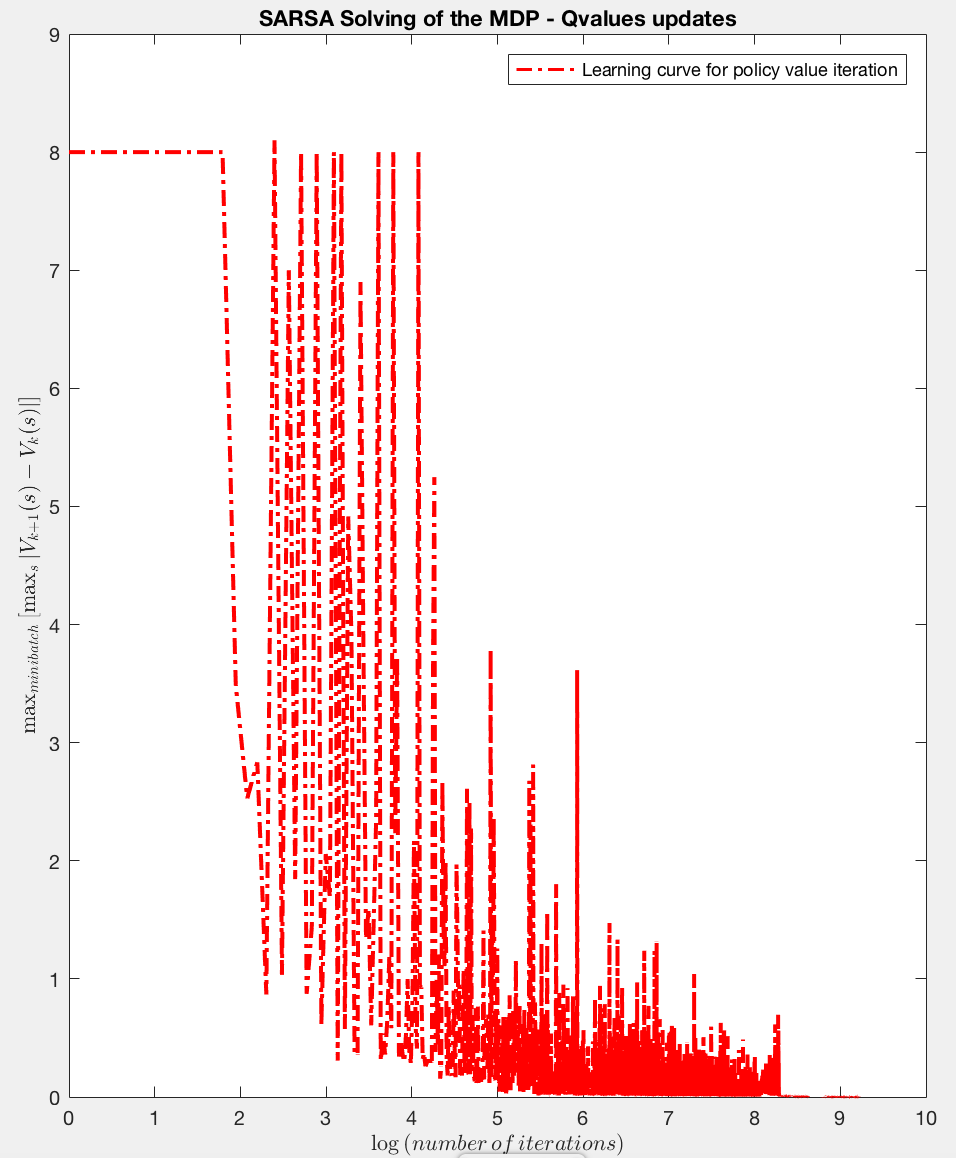 SARSA Solving of the MDP - Qvalues updates
Learning curve for policy value iteration
9
8
7
6
5
4
3
2
1
0
max_{minibatch} [max_s |V_{k+1}(s) − V_k(s)|]
0 1 2 3 4 5 6 7 8 9 10
log (number of iterations)